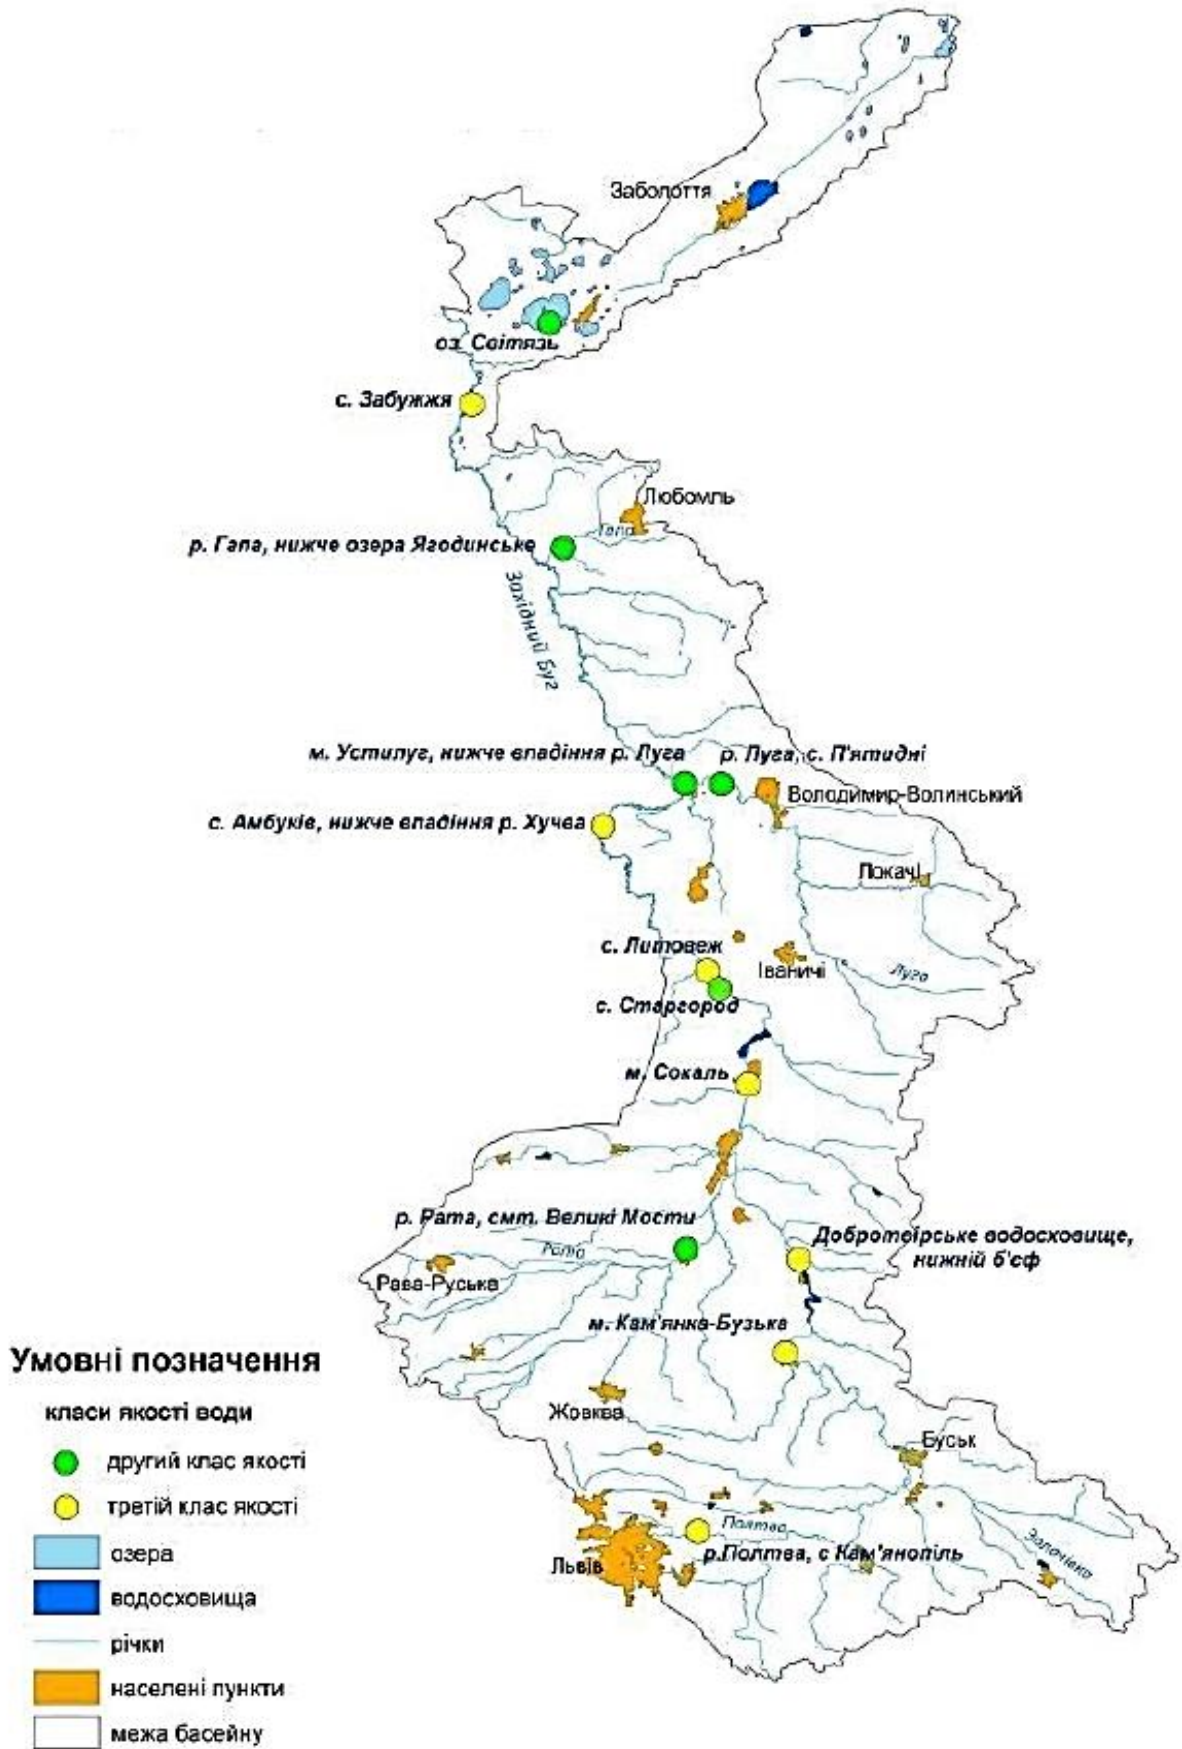 Заболоття
оз. Світязь
с. Забужжя
Любомль
Гапа
р. Гапа, нижче озера Ягодинське
Західний Буг
м. Устилуг, нижче впадіння р. Луга
р. Луга, с. П'ятидні
Володимир-Волинський
с. Амбуків, нижче впадіння р. Хучва
Локачі
с. Литовеж
Іваничі
Луга
с. Старгород
м. Сокаль
р. Рата, смт. Великі Мости
Добротвірське водосховище,
нижній б'єф
Рата
Рава-Руська
м. Кам'янка-Бузька
Умовні позначення
класи якості води
Жовква
Буськ
другий клас якості
третій клас якості
Полтва
Золочівка
озера
Львів
р.Полтва, с Кам'янопіль
водосховища
річки
населені пункти
межа басейну